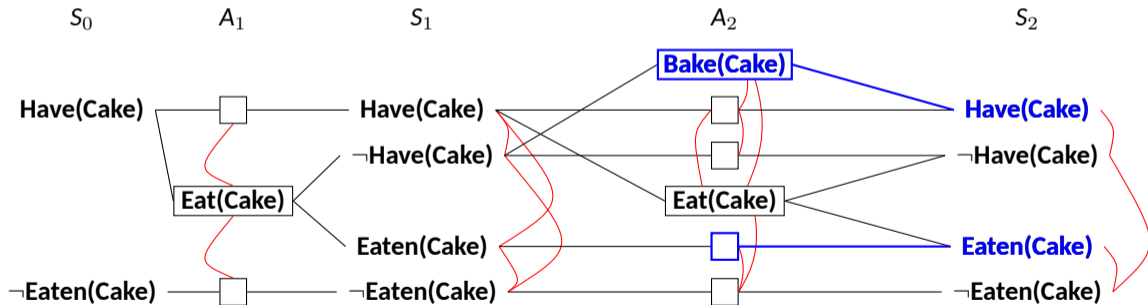 S₀ A₁ S₁ A₂ S₂
Bake(Cake)
Have(Cake) Have(Cake) Have(Cake)
¬Have(Cake) ¬Have(Cake)
Eat(Cake) Eat(Cake)
Eaten(Cake) Eaten(Cake)
¬Eaten(Cake) ¬Eaten(Cake) ¬Eaten(Cake)